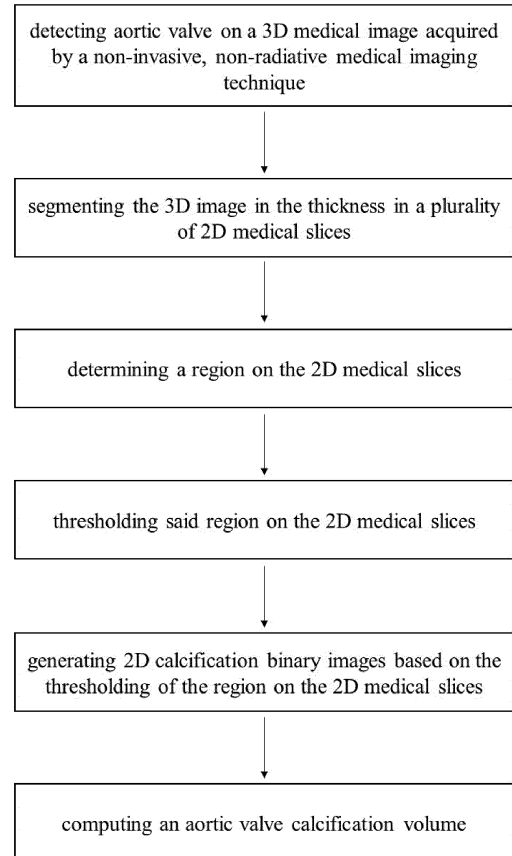 detecting aortic valve on a 3D medical image acquired
by a non-invasive, non-radiative medical imaging
technique
segmenting the 3D image in the thickness in a plurality
of 2D medical slices
determining a region on the 2D medical slices
thresholding said region on the 2D medical slices
generating 2D calcification binary images based on the
thresholding of the region on the 2D medical slices
computing an aortic valve calcification volume